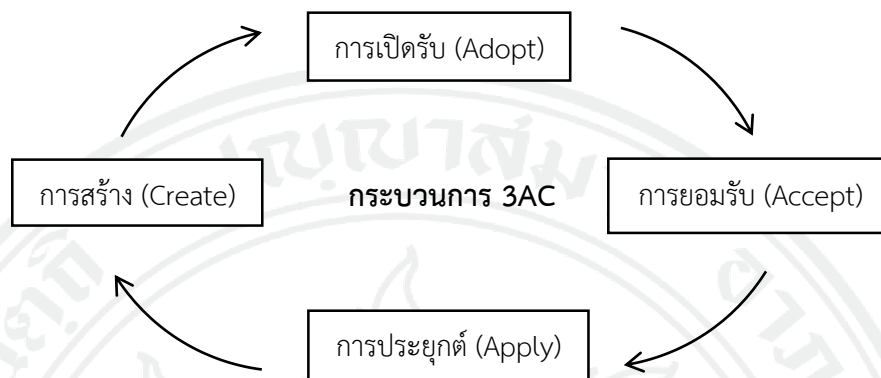 การเปิดรับ (Adopt)
การสร้าง (Create)
กระบวนการ 3AC
การยอมรับ (Accept)
การประยุกต์ (Apply)